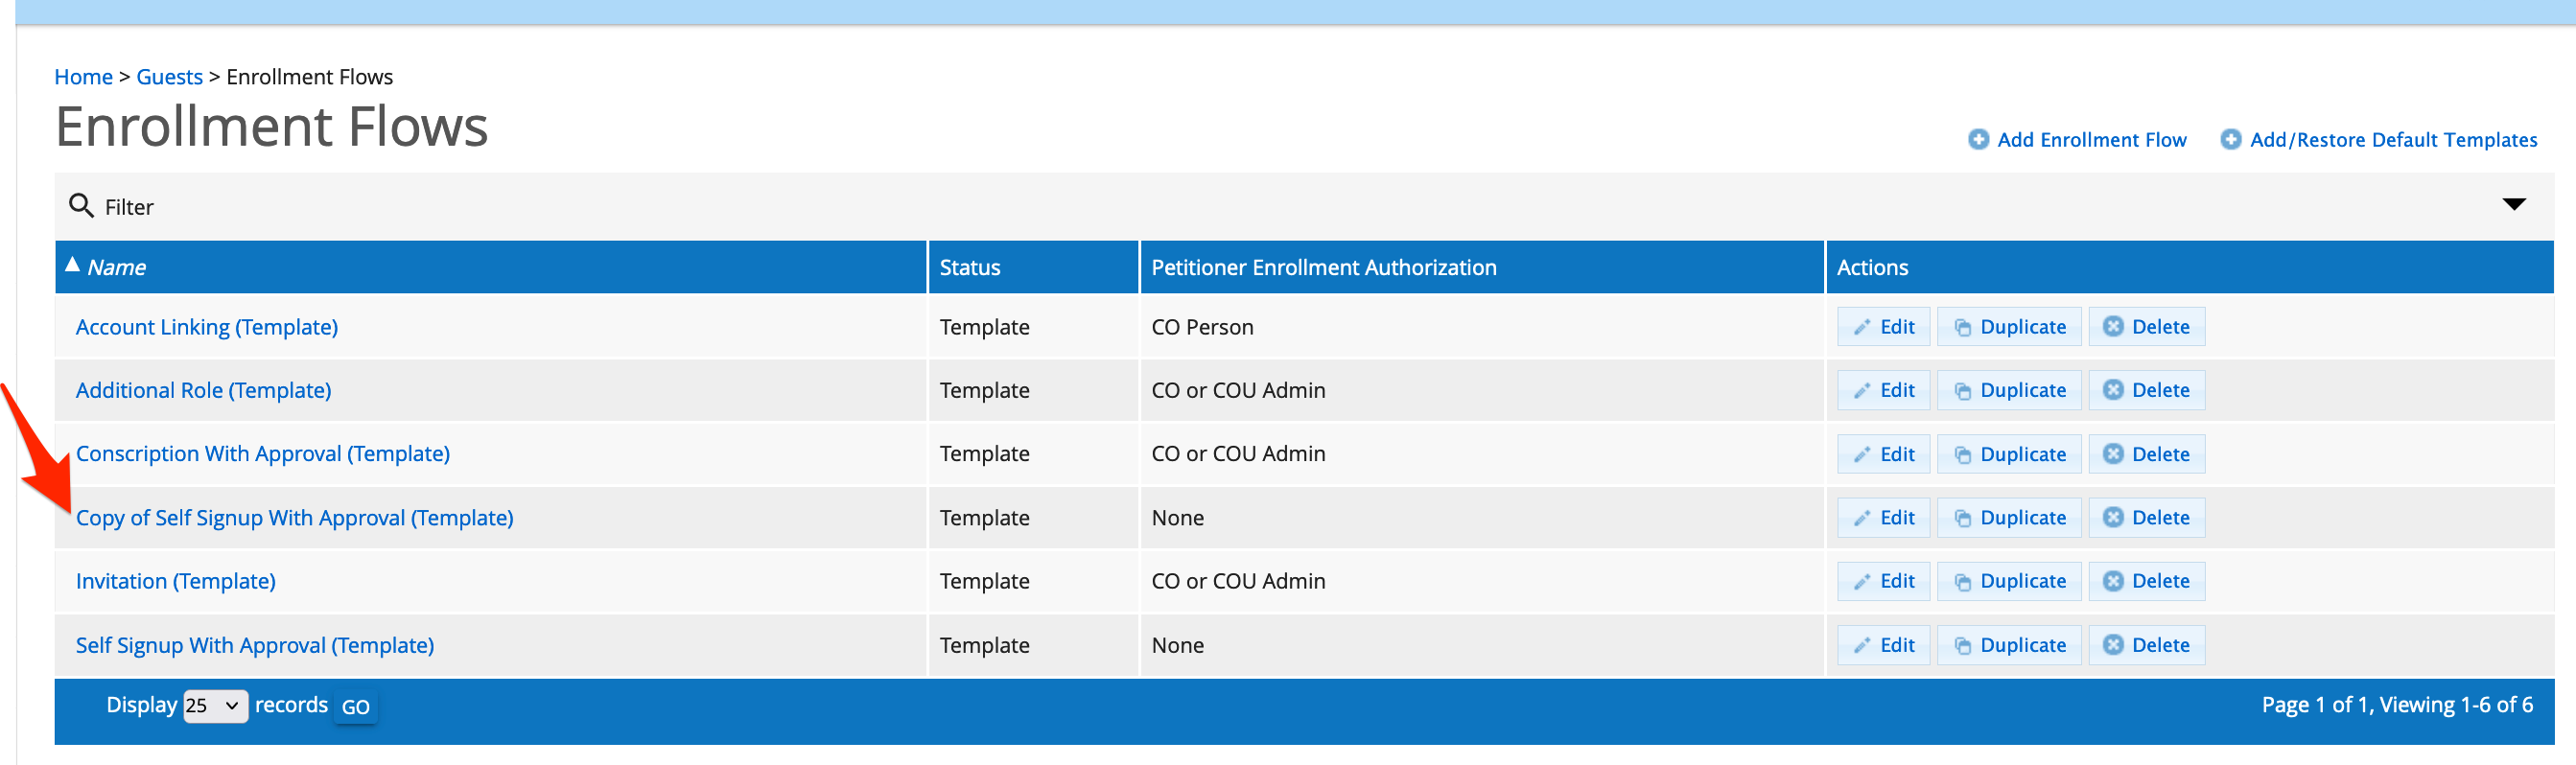 Home > Guests > Enrollment Flows
Enrollment Flows
Add Enrollment Flow Add/Restore Default Templates
Filter
Name Status Petitioner Enrollment Authorization Actions
Account Linking (Template) Template CO Person Edit Duplicate Delete
Additional Role (Template) Template CO or COU Admin Edit Duplicate Delete
Conscription With Approval (Template) Template CO or COU Admin Edit Duplicate Delete
Copy of Self Signup With Approval (Template) Template None Edit Duplicate Delete
Invitation (Template) Template CO or COU Admin Edit Duplicate Delete
Self Signup With Approval (Template) Template None Edit Duplicate Delete
Display 25 records GO Page 1 of 1, Viewing 1-6 of 6